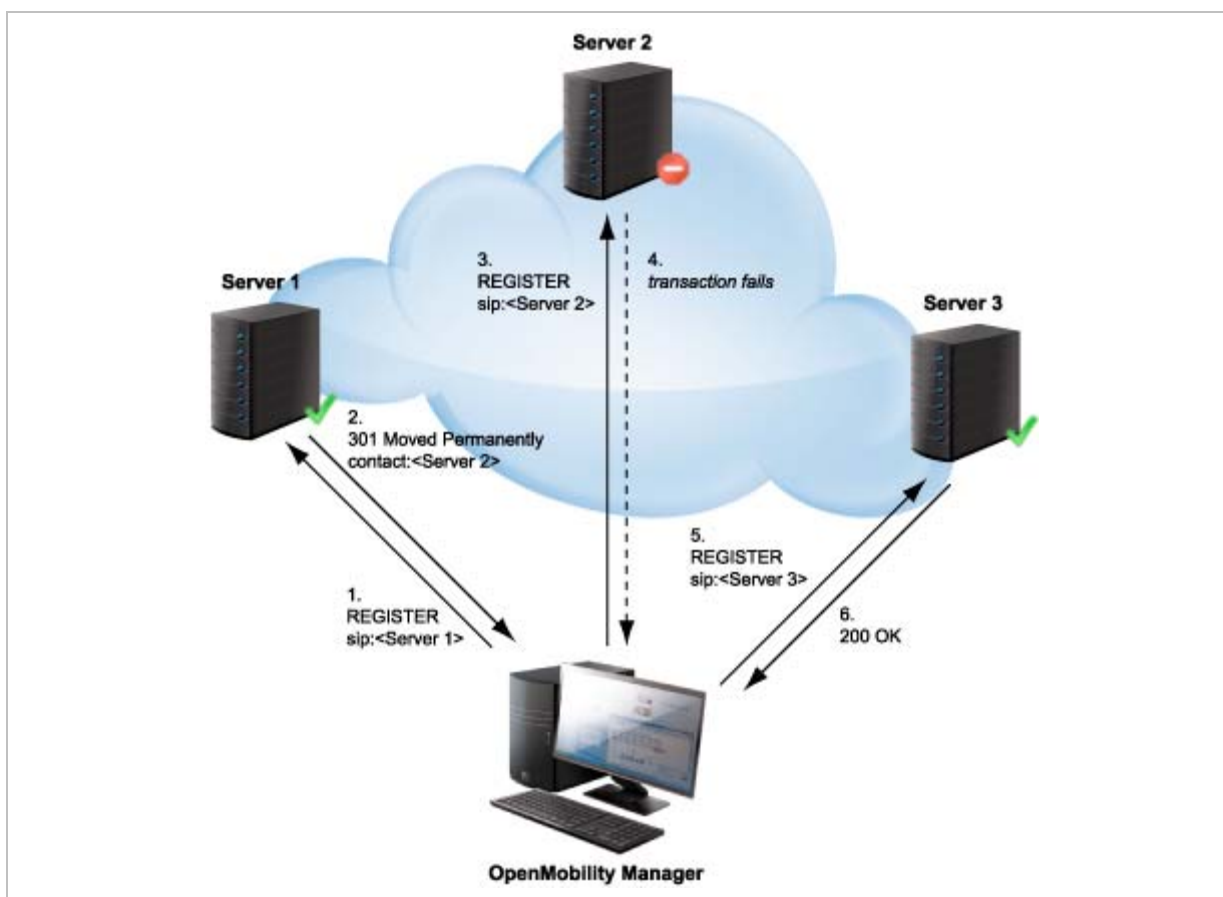 Server 2
3.
REGISTER
sip:<Server 2>
4.
transaction fails
Server 1
Server 3
2.
301 Moved Permanently
contact:<Server 2>
5.
REGISTER
sip:<Server 3>
1.
REGISTER
sip:<Server 1>
6.
200 OK
OpenMobility Manager